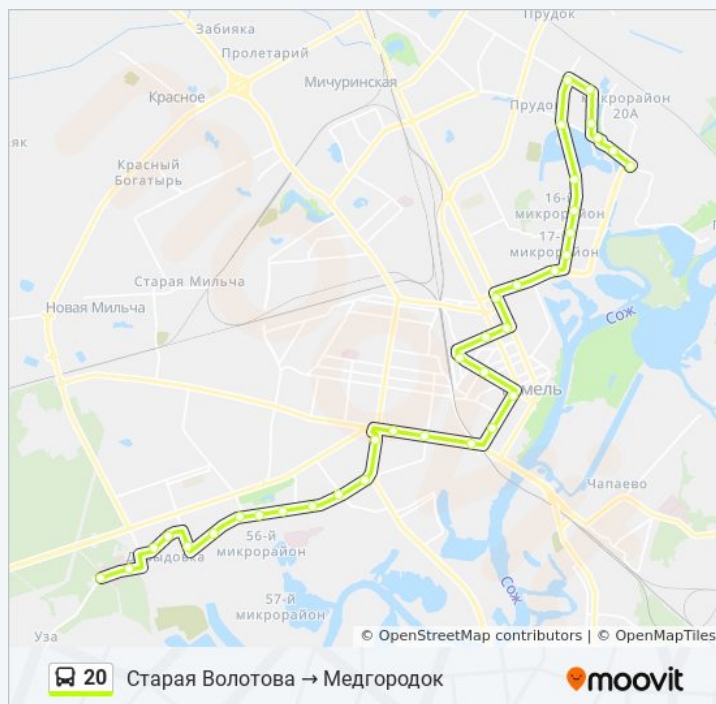 Прудок
Забияка
Пролетарий
Мичуринская
Красное
Прудок
микрорайон
20А
як
Красный
Богатырь
16-й
микрорайон
17-й
микрорайон
Старая Мильча
Новая Мильча
Сож
мель
Чапаево
56-й
микрорайон
Давыдовка
Сож
57-й
микрорайон
Уза
© OpenStreetMap contributors | © OpenMapTiles
20 Старая Волотова → Медгородок
moovit